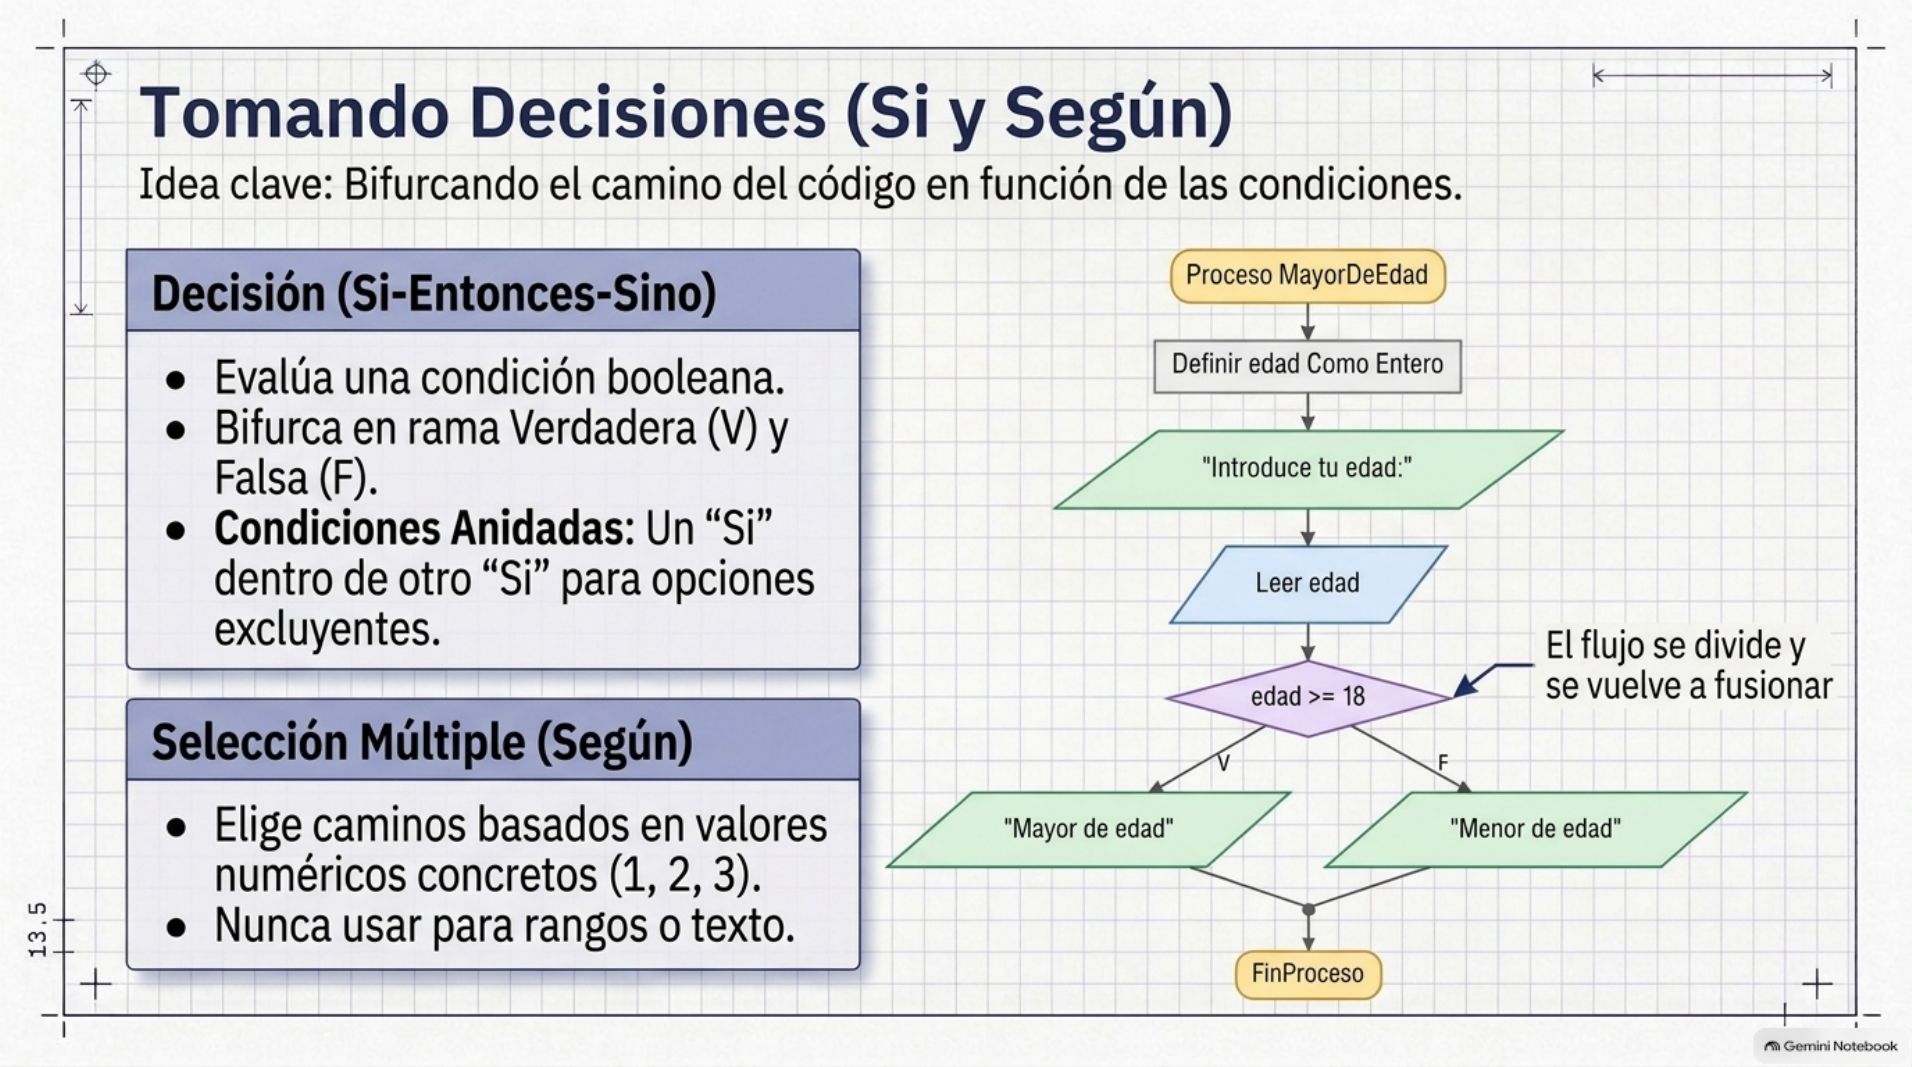 Tomando Decisiones (Si y Según)
Idea clave: Bifurcando el camino del código en función de las condiciones.
Decisión (Si-Entonces-Sino)
● Evalúa una condición booleana.
● Bifurca en rama Verdadera (V) y
Falsa (F).
● Condiciones Anidadas: Un “Si”
dentro de otro “Si” para opciones
excluyentes.
Selección Múltiple (Según)
● Elige caminos basados en valores
numéricos concretos (1, 2, 3).
● Nunca usar para rangos o texto.
13.5
Proceso MayorDeEdad
Definir edad Como Entero
"Introduce tu edad:"
Leer edad
edad >= 18
El flujo se divide y
se vuelve a fusionar
V
F
"Mayor de edad"
"Menor de edad"
FinProceso
Gemini Notebook